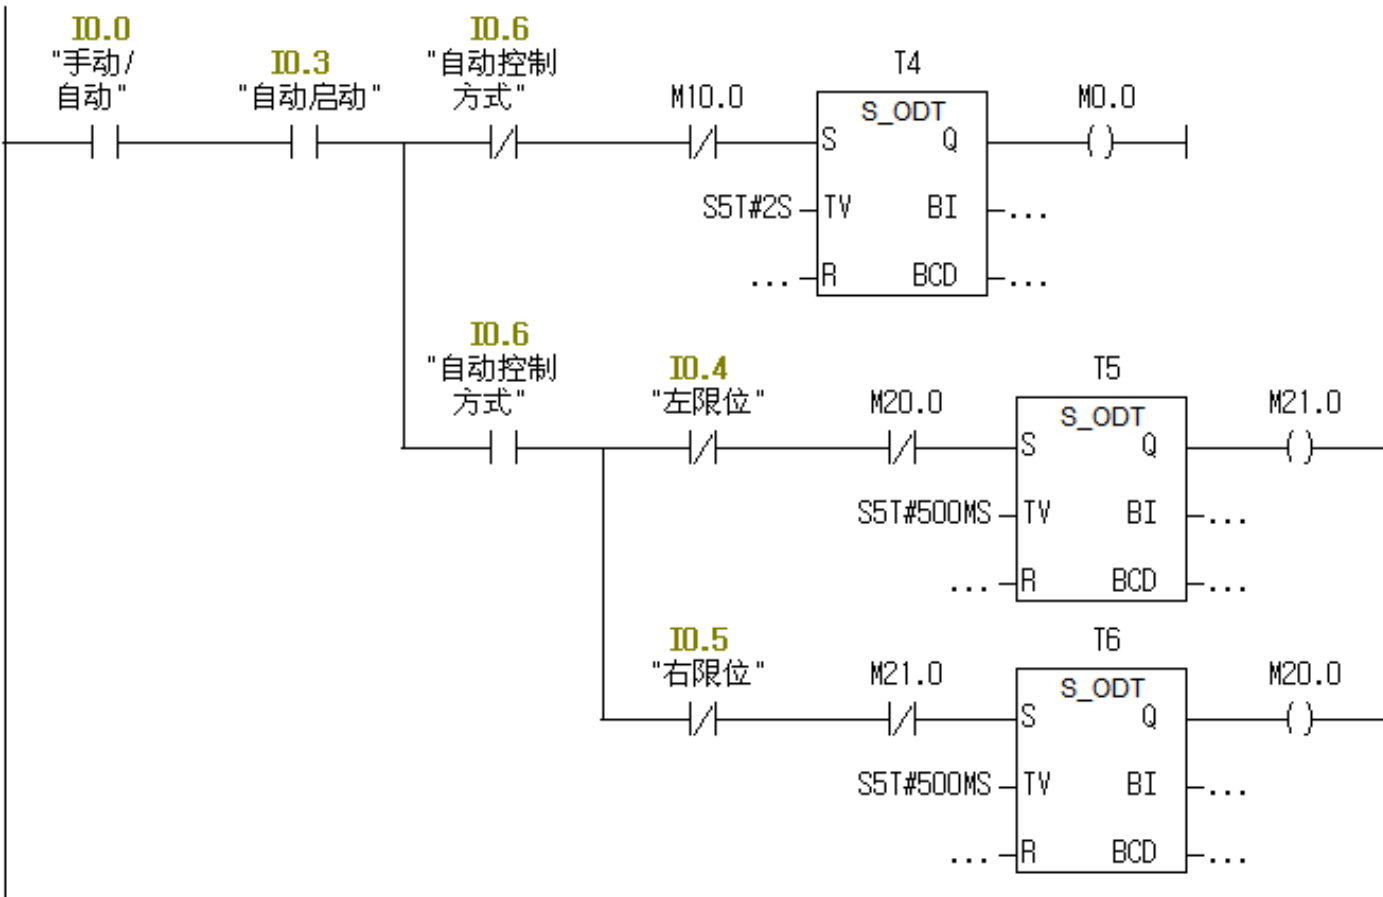 I0.0
"手动/
自动"
I0.3
"自动启动"
I0.6
"自动控制
方式"
M10.0
T4
S_ODT
S
Q
M0.0
S5T#2S
TV
BI
...
...
R
BCD
...
I0.6
"自动控制
方式"
I0.4
"左限位"
M20.0
T5
S_ODT
S
Q
M21.0
S5T#500MS
TV
BI
...
...
R
BCD
...
I0.5
"右限位"
M21.0
T6
S_ODT
S
Q
M20.0
S5T#500MS
TV
BI
...
...
R
BCD
...